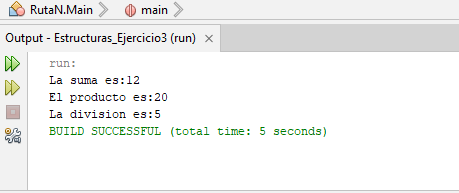 RutaN.Main main
Output - Estructuras_Ejercicio3 (run) ×
run:
La suma es:12
El producto es:20
La division es:5
BUILD SUCCESSFUL (total time: 5 seconds)